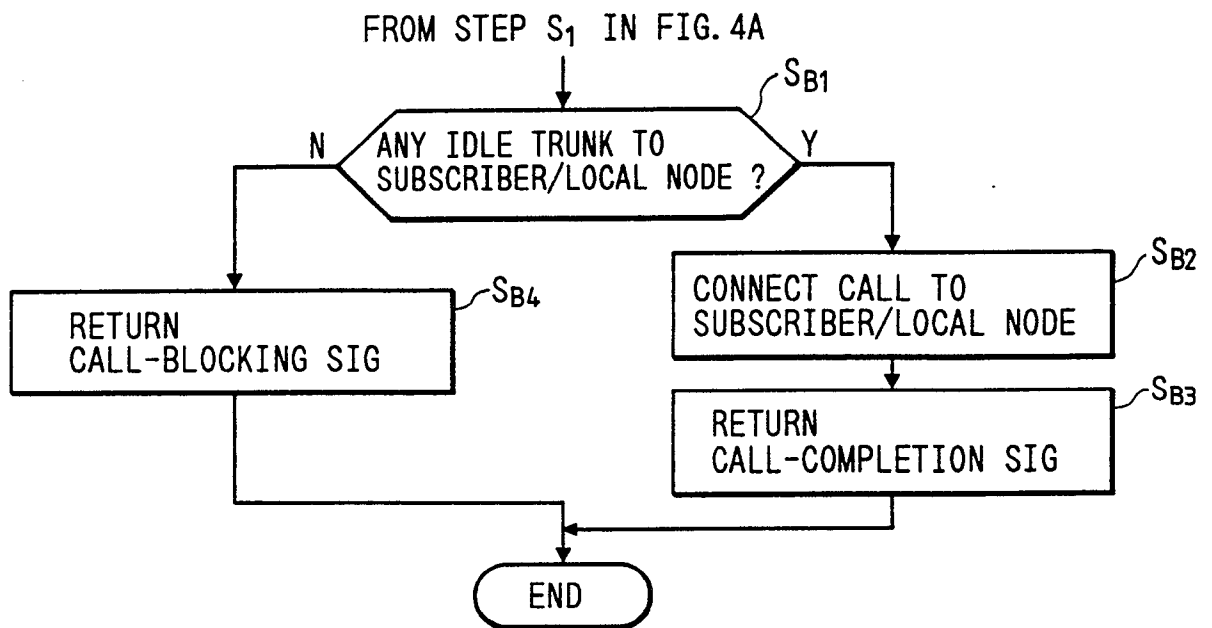 FROM STEP S1 IN FIG. 4A
SB1
N
ANY IDLE TRUNK TO
SUBSCRIBER/LOCAL NODE ?
Y
SB2
CONNECT CALL TO
SUBSCRIBER/LOCAL NODE
SB4
RETURN
CALL-BLOCKING SIG
SB3
RETURN
CALL-COMPLETION SIG
END